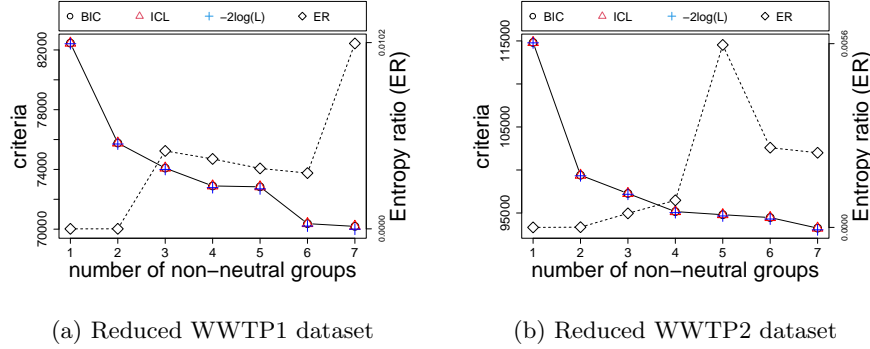 BIC ICL −2log(L) ER
82000
78000
74000
70000
criteria
0.0102
0.0000
Entropy ratio (ER)
1 2 3 4 5 6 7
number of non−neutral groups
(a) Reduced WWTP1 dataset
BIC ICL −2log(L) ER
115000
105000
95000
criteria
0.0056
0.0000
Entropy ratio (ER)
1 2 3 4 5 6 7
number of non−neutral groups
(b) Reduced WWTP2 dataset